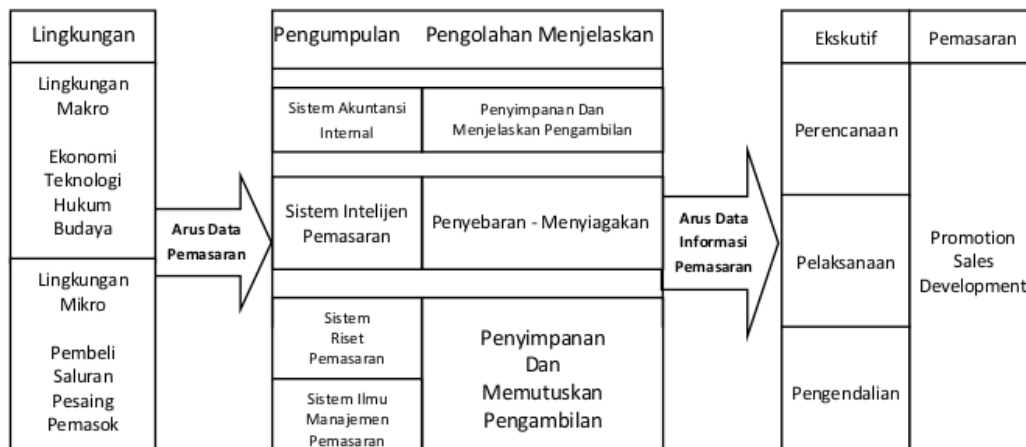 Lingkungan
Lingkungan
Makro
Ekonomi
Teknologi
Hukum
Budaya
Lingkungan
Mikro
Pembeli
Saluran
Pesaing
Pemasok
Arus Data
Pemasaran
Pengumpulan Pengolahan Menjelaskan
Sistem Akuntansi
Internal
Penyimpanan Dan
Menjelaskan Pengambilan
Sistem Intelijen
Pemasaran
Penyebaran - Menyiagakan
Sistem
Riset
Pemasaran
Sistem Ilmu
Manajemen
Pemasaran
Penyimpanan
Dan
Memutuskan
Pengambilan
Arus Data
Informasi
Pemasaran
Ekskutif
Perencanaan
Pelaksanaan
Pengendalian
Pemasaran
Promotion
Sales
Development